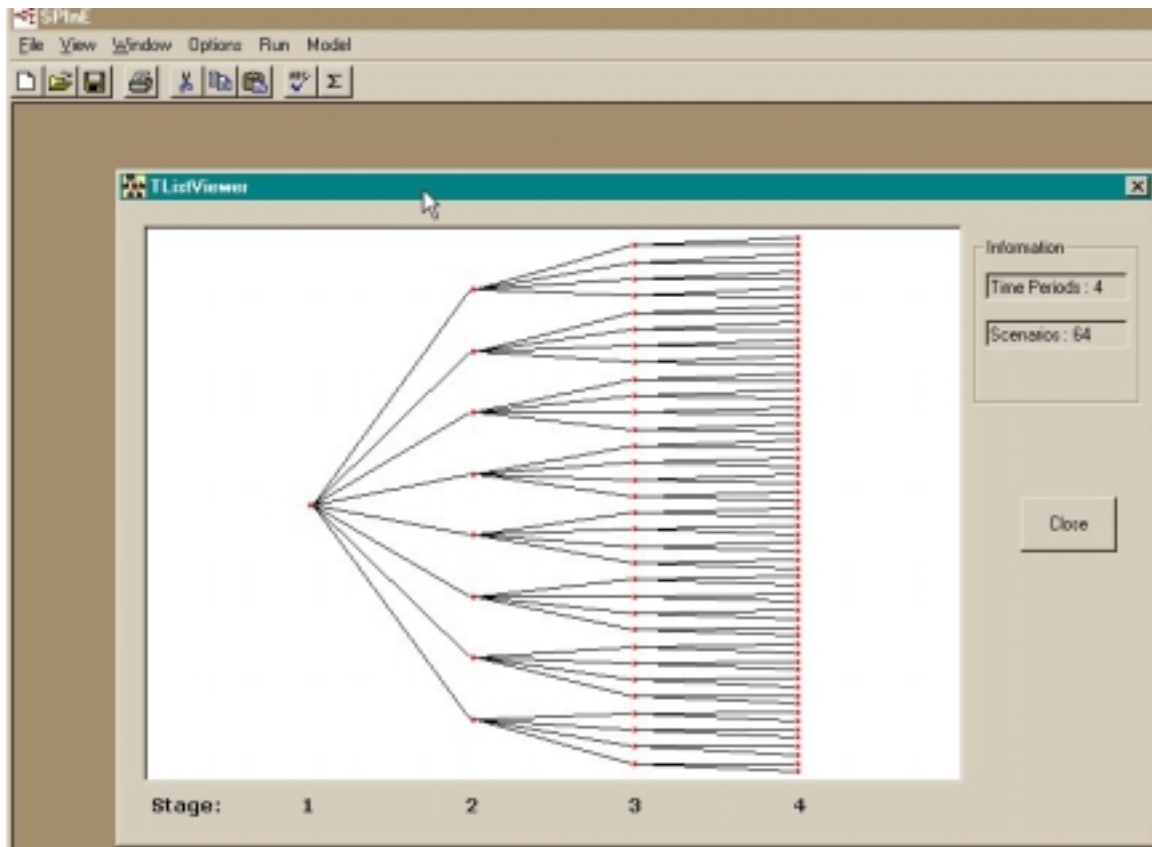 SPInE
File View Window Options Run Model
ABC
Σ
TListViewer
Information
Time Periods : 4
Scenarios : 64
Close
Stage: 1 2 3 4